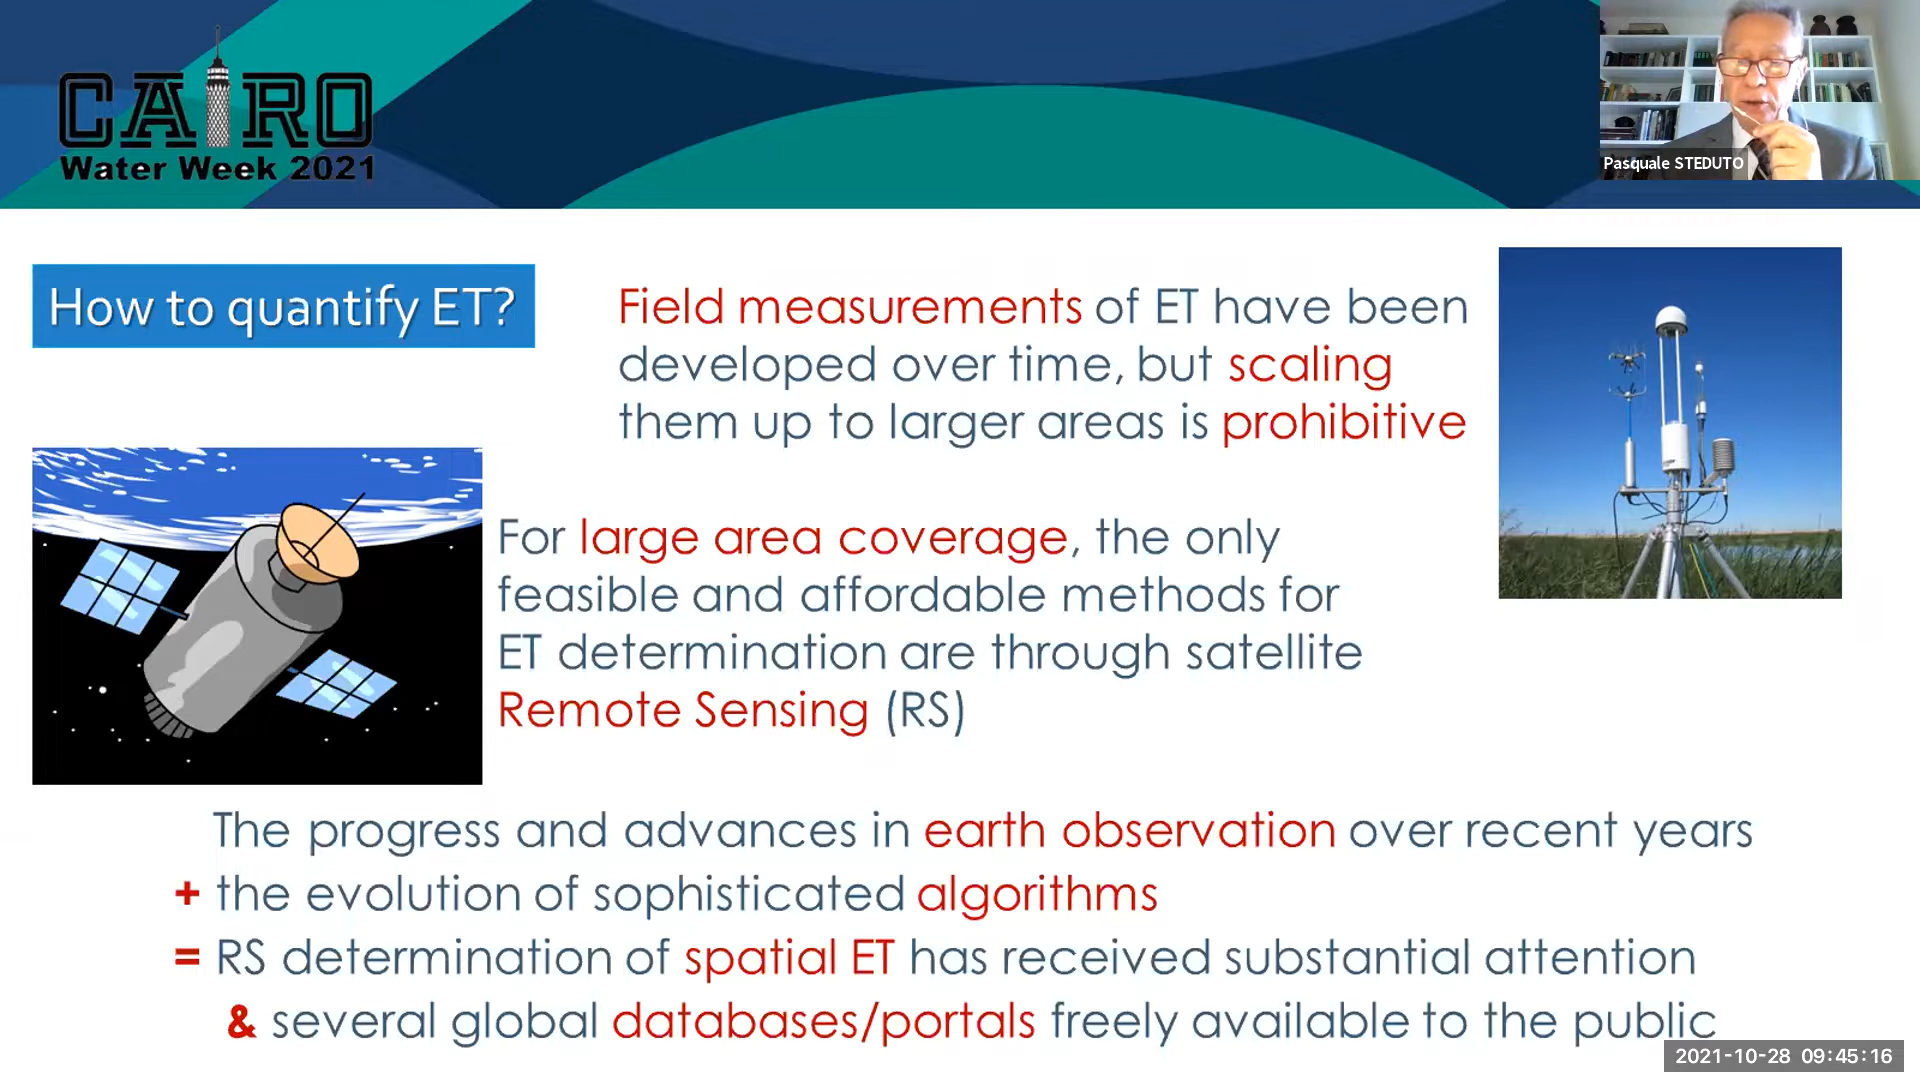 CAIRO
Water Week 2021
Pasquale STEDUTO
How to quantify ET?
Field measurements of ET have been
developed over time, but scaling
them up to larger areas is prohibitive
For large area coverage, the only
feasible and affordable methods for
ET determination are through satellite
Remote Sensing (RS)
The progress and advances in earth observation over recent years
+ the evolution of sophisticated algorithms
= RS determination of spatial ET has received substantial attention
& several global databases/portals freely available to the public
2021-10-28 09:45:16